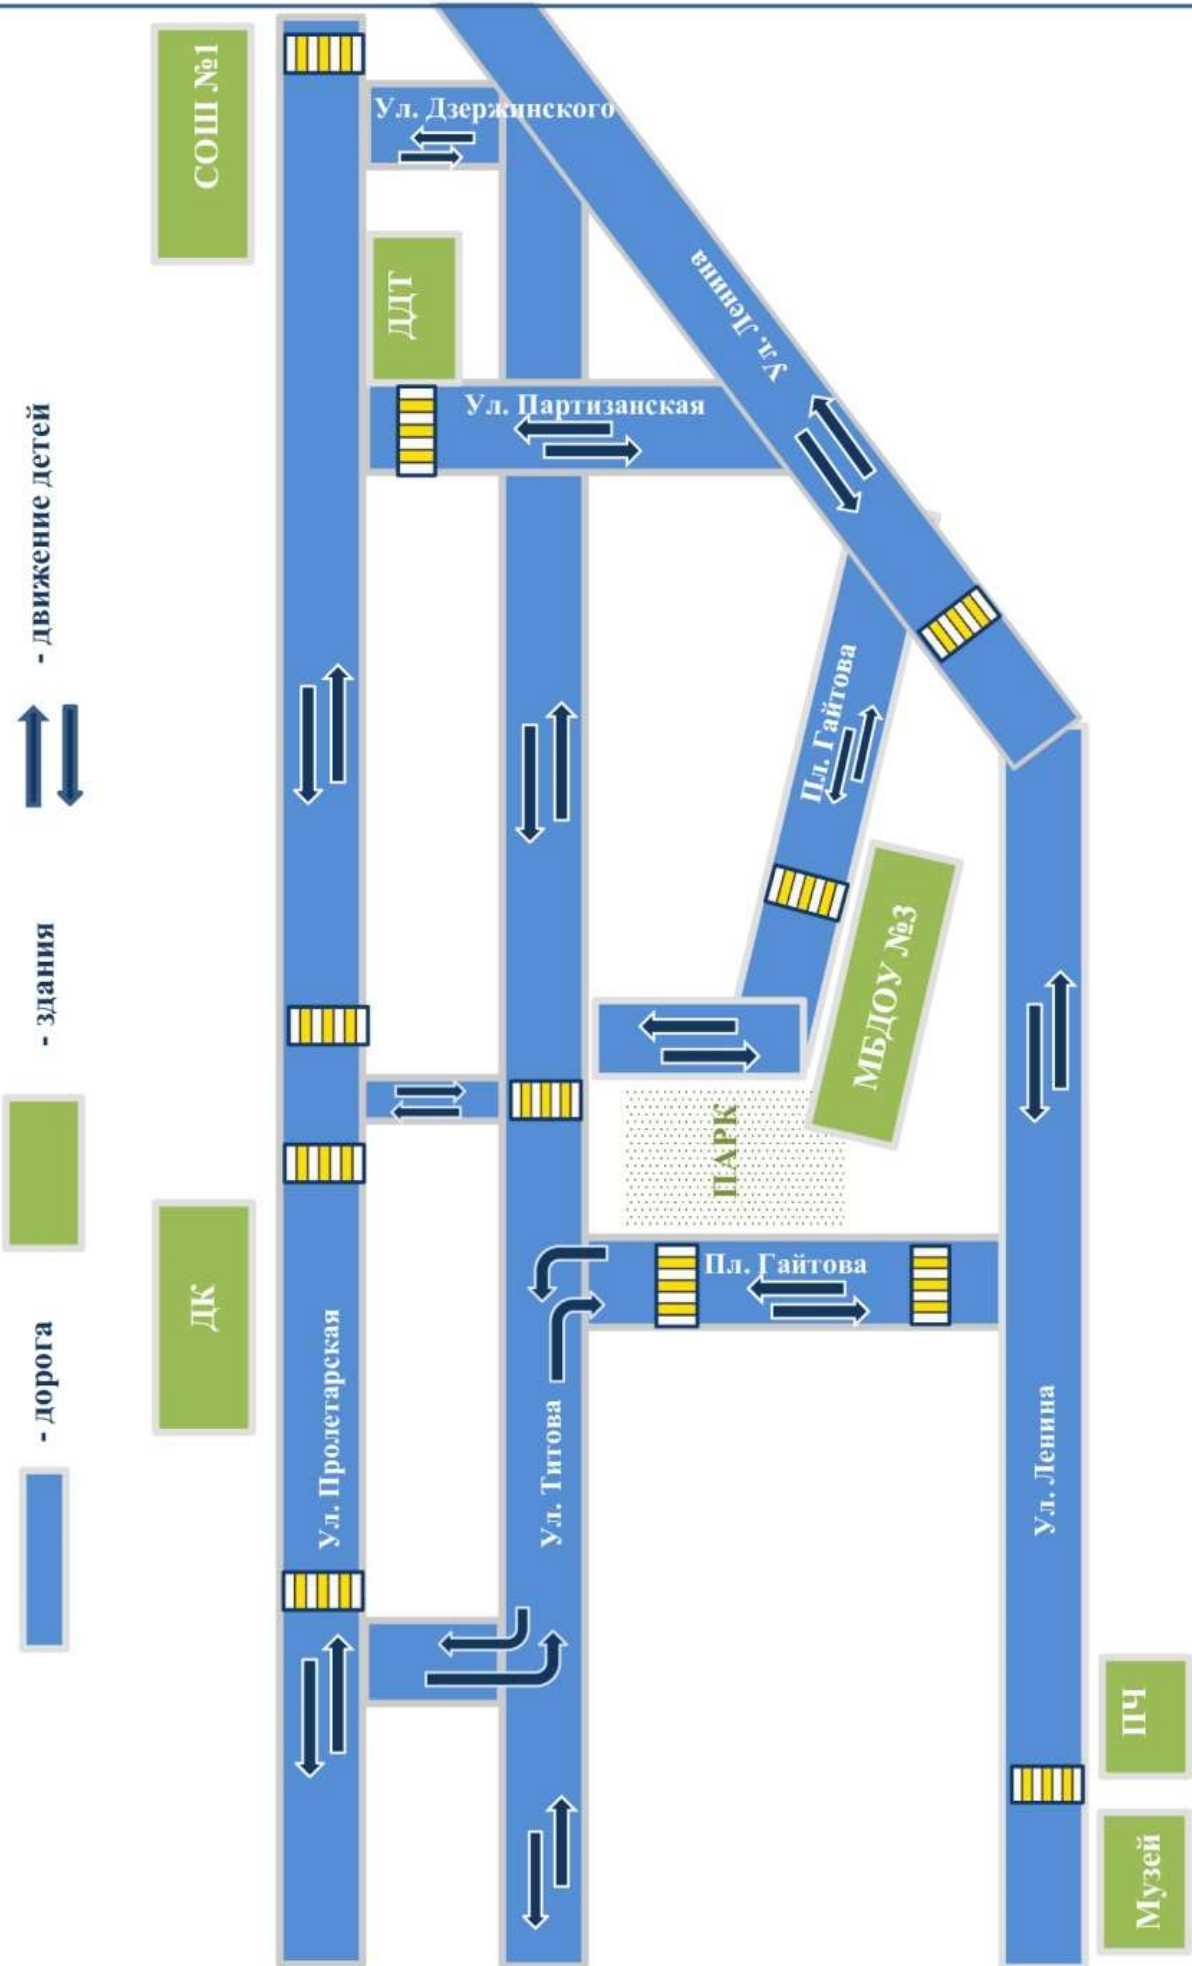 - дорога
- здания
- движение детей
ДК
СОШ №1
Ул. Пролетарская
Ул. Дзержинского
ДДТ
Ул. Партизанская
Ул. Титова
Ул. Ленина
Пл. Гайтова
ПАРК
Пл. Гайтова
МБДОУ №3
Ул. Ленина
Музей
ПЧ